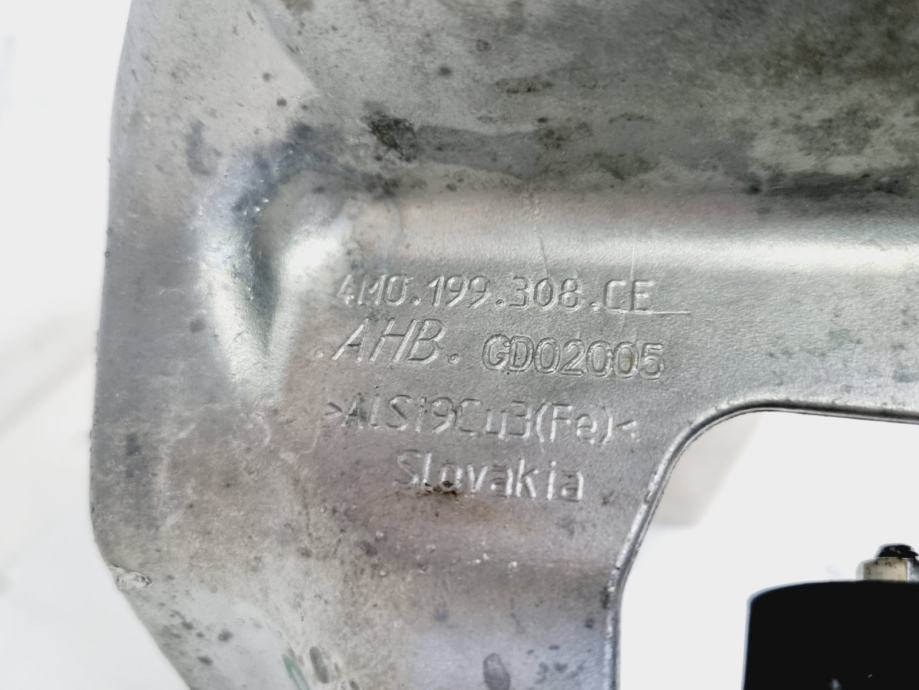 4M0.199.308.CE
.AHB. GD02005
>AlSi9Cu3(Fe)<
Slovakia